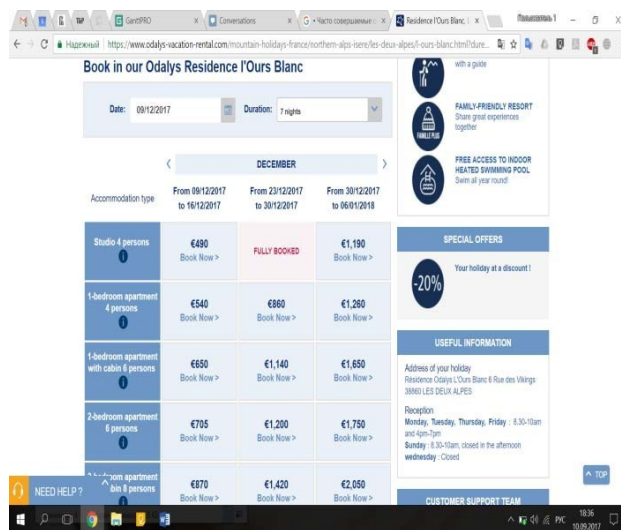 GanttPRO
Conversations
• Часто совершаемые с
Residence l'Ours Blanc, L
Надежный
https://www.odalys-vacation-rental.com/mountain-holidays-france/northern-alps-isere/les-deux-alpes/l-ours-blanc.html?dure...
Book in our Odalys Residence l'Ours Blanc
Date: 09/12/2017 Duration: 7 nights
DECEMBER
Accommodation type
From 09/12/2017 to 16/12/2017
From 23/12/2017 to 30/12/2017
From 30/12/2017 to 06/01/2018
Studio 4 persons
€490
Book Now >
FULLY BOOKED
€1,190
Book Now >
1-bedroom apartment
4 persons
€540
Book Now >
€860
Book Now >
€1,260
Book Now >
1-bedroom apartment
with cabin 6 persons
€650
Book Now >
€1,140
Book Now >
€1,650
Book Now >
2-bedroom apartment
6 persons
€705
Book Now >
€1,200
Book Now >
€1,750
Book Now >
bin 8 persons
€870
Book Now >
€1,420
Book Now >
€2,050
Book Now >
with a guide
FAMILLE PLUS
FAMILY-FRIENDLY RESORT
Share great experiences
together
FREE ACCESS TO INDOOR
HEATED SWIMMING POOL
Swim all year round!
SPECIAL OFFERS
-20%
Your holiday at a discount !
USEFUL INFORMATION
Address of your holiday
Résidence Odalys L'Ours Blanc 6 Rue des Vikings
38860 LES DEUX ALPES
Reception
Monday, Tuesday, Thursday, Friday : 8.30-10am
and 4pm-7pm
Sunday : 8.30-10am, closed in the afternoon
wednesday : Closed
TOP
CUSTOMER SUPPORT TEAM
NEED HELP ?
РУС
18:36
10.09.2017